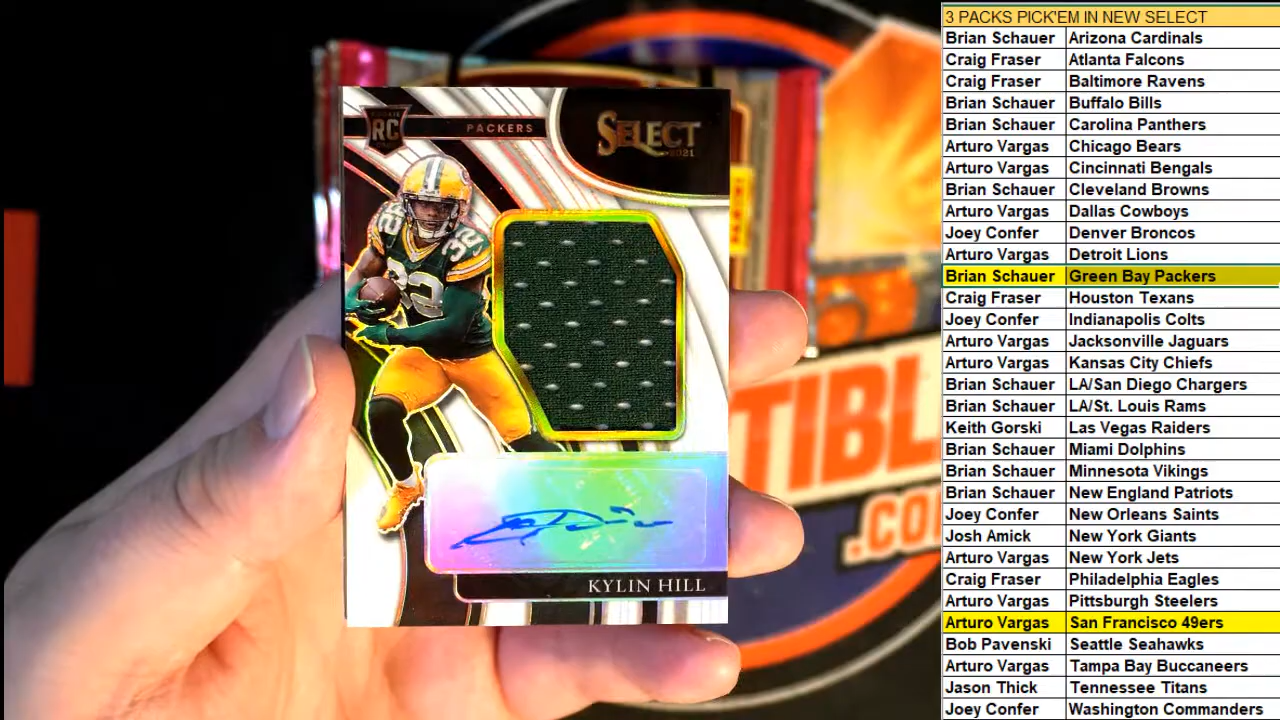 RC
PACKERS
SELECT
2021
KYLIN HILL
TIBLE
.CO
3 PACKS PICK'EM IN NEW SELECT
Brian Schauer Arizona Cardinals
Craig Fraser Atlanta Falcons
Craig Fraser Baltimore Ravens
Brian Schauer Buffalo Bills
Brian Schauer Carolina Panthers
Arturo Vargas Chicago Bears
Arturo Vargas Cincinnati Bengals
Brian Schauer Cleveland Browns
Arturo Vargas Dallas Cowboys
Joey Confer Denver Broncos
Arturo Vargas Detroit Lions
Brian Schauer Green Bay Packers
Craig Fraser Houston Texans
Joey Confer Indianapolis Colts
Arturo Vargas Jacksonville Jaguars
Arturo Vargas Kansas City Chiefs
Brian Schauer LA/San Diego Chargers
Brian Schauer LA/St. Louis Rams
Keith Gorski Las Vegas Raiders
Brian Schauer Miami Dolphins
Brian Schauer Minnesota Vikings
Brian Schauer New England Patriots
Joey Confer New Orleans Saints
Josh Amick New York Giants
Arturo Vargas New York Jets
Craig Fraser Philadelphia Eagles
Arturo Vargas Pittsburgh Steelers
Arturo Vargas San Francisco 49ers
Bob Pavenski Seattle Seahawks
Arturo Vargas Tampa Bay Buccaneers
Jason Thick Tennessee Titans
Joey Confer Washington Commanders